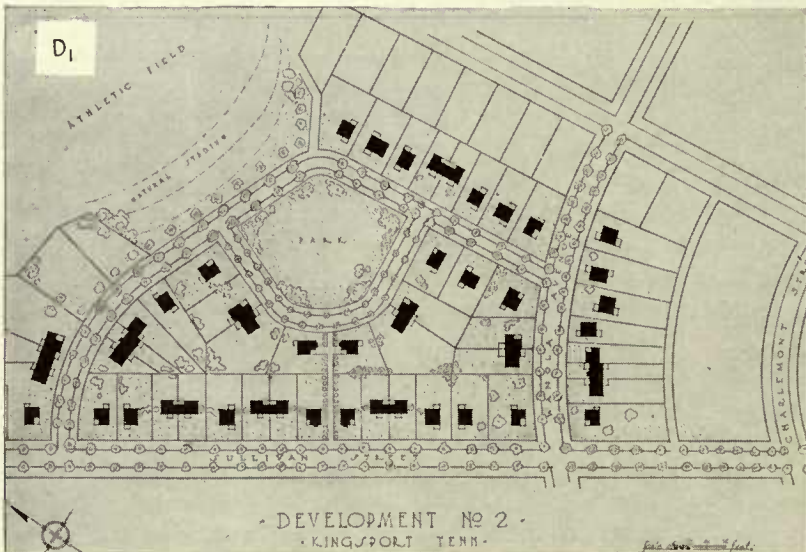 D1
ATHLETIC FIELD
NATURAL STADIUM
PARK
SULLIVAN STREET
CHARLEMONT
DEVELOPMENT Nº 2 -
· KINGSPORT TENN ·